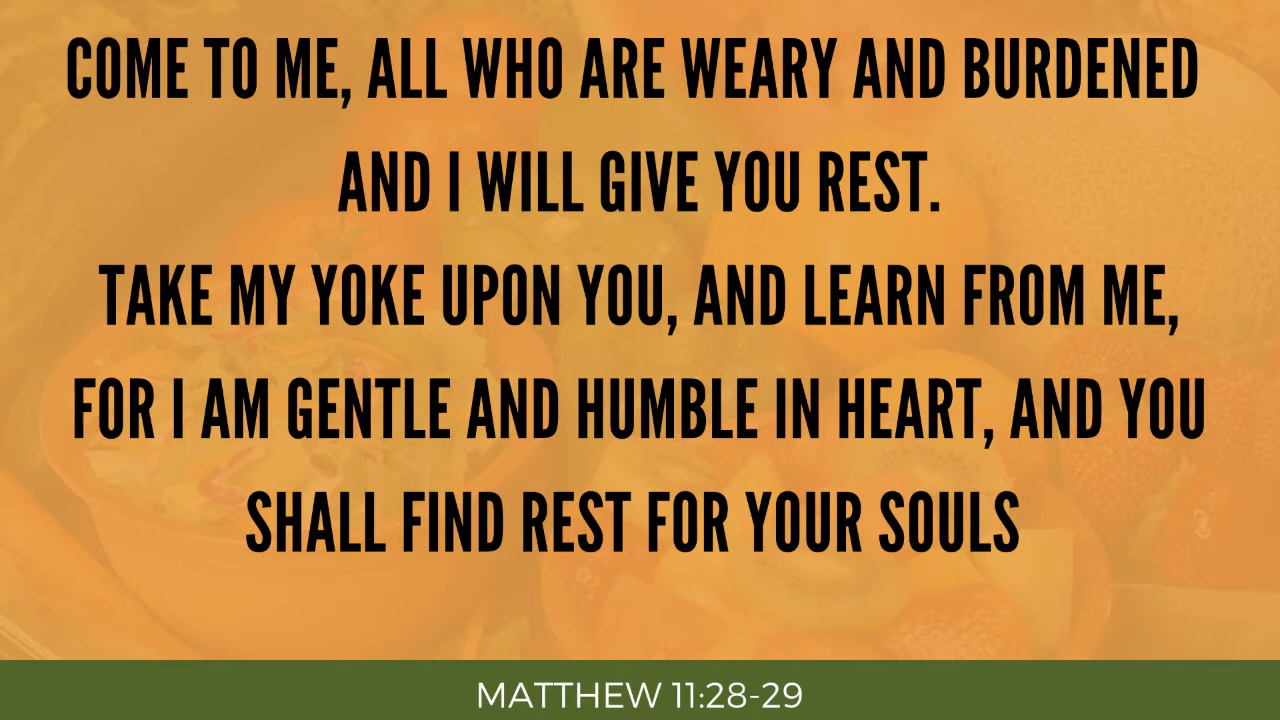 COME TO ME, ALL WHO ARE WEARY AND BURDENED
AND I WILL GIVE YOU REST.
TAKE MY YOKE UPON YOU, AND LEARN FROM ME,
FOR I AM GENTLE AND HUMBLE IN HEART, AND YOU
SHALL FIND REST FOR YOUR SOULS
MATTHEW 11:28-29